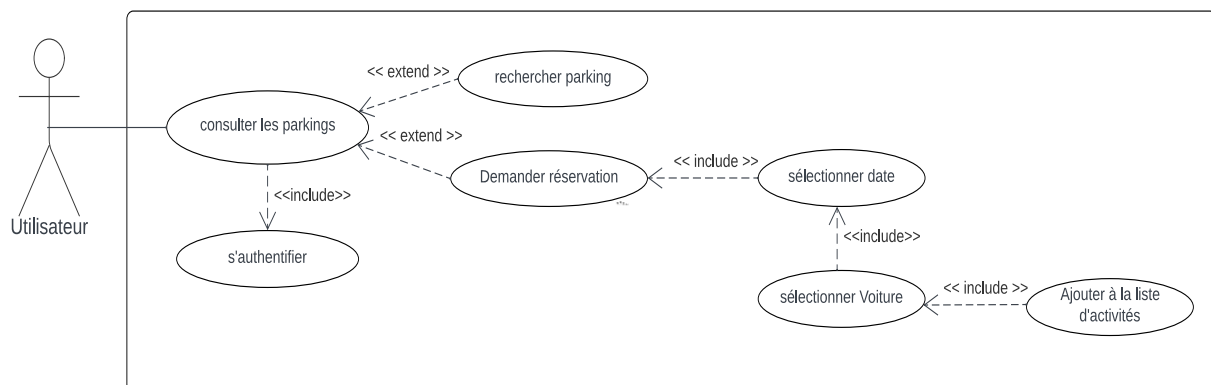 << extend >>
rechercher parking
consulter les parkings
<< extend >>
Demander réservation
<< include >>
sélectionner date
<<include>>
Utilisateur
s'authentifier
<<include>>
sélectionner Voiture
<< include >>
Ajouter à la liste
d'activités